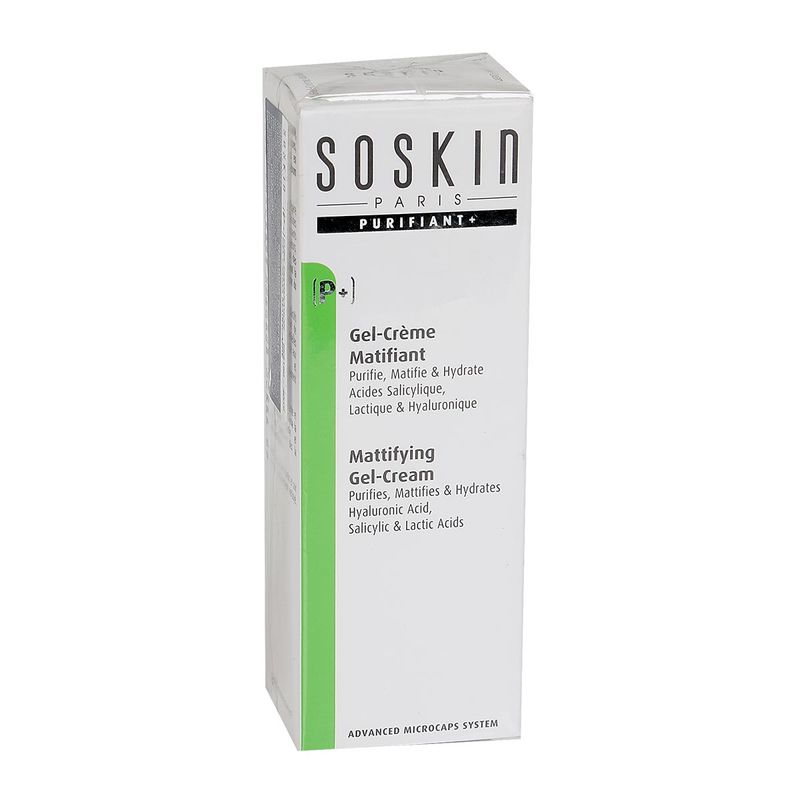 SOSKIN
SOSKIN
PARIS
PURIFIANT+
(P+)
Gel-Crème
Matifiant
Purifie, Matifie & Hydrate
Acides Salicylique,
Lactique & Hyaluronique
Mattifying
Gel-Cream
Purifies, Mattifies & Hydrates
Hyaluronic Acid,
Salicylic & Lactic Acids
ADVANCED MICROCAPS SYSTEM